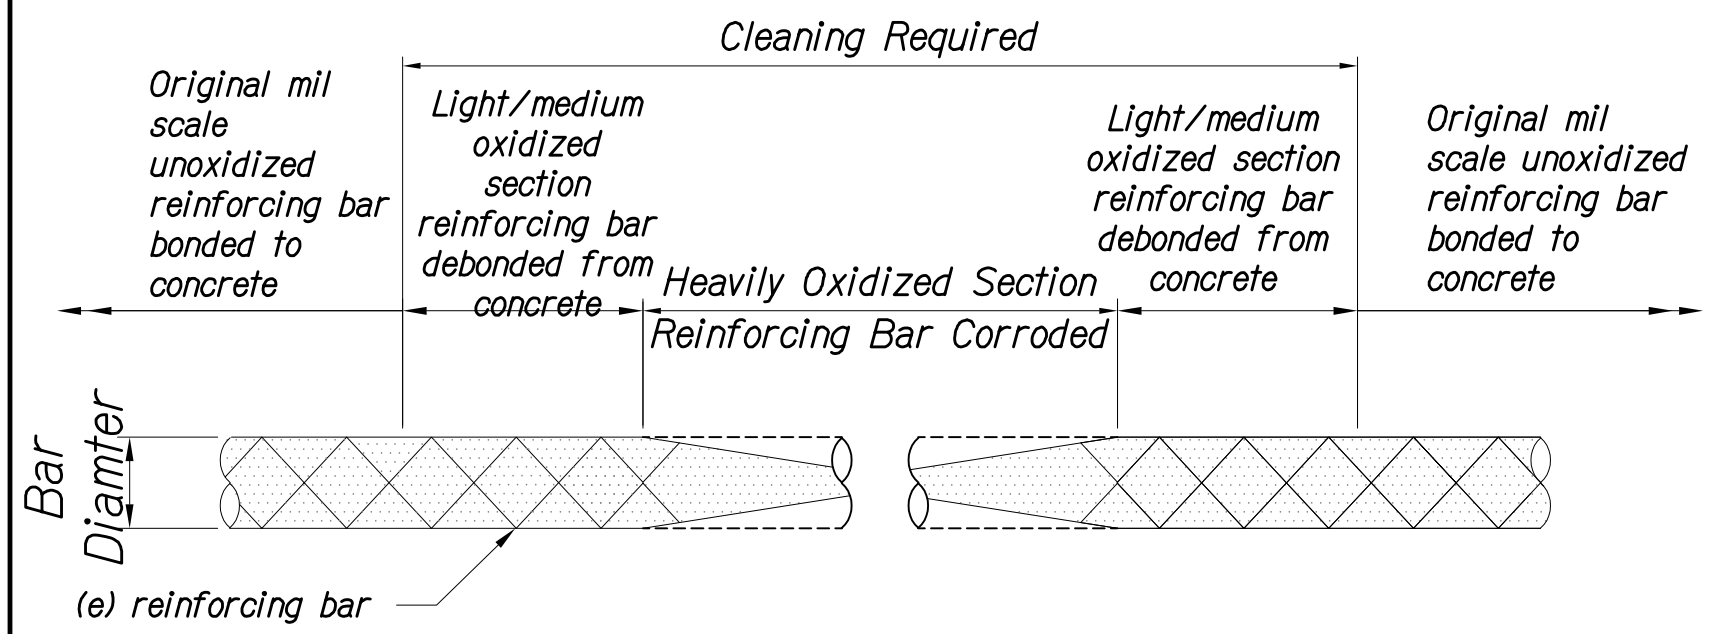 Cleaning Required
Original mil
scale
unoxidized
reinforcing bar
bonded to
concrete
Light/medium
oxidized
section
reinforcing bar
debonded from
concrete
Heavily Oxidized Section
Reinforcing Bar Corroded
Light/medium
oxidized section
reinforcing bar
debonded from
concrete
Original mil
scale unoxidized
reinforcing bar
bonded to
concrete
Bar
Diamter
(e) reinforcing bar